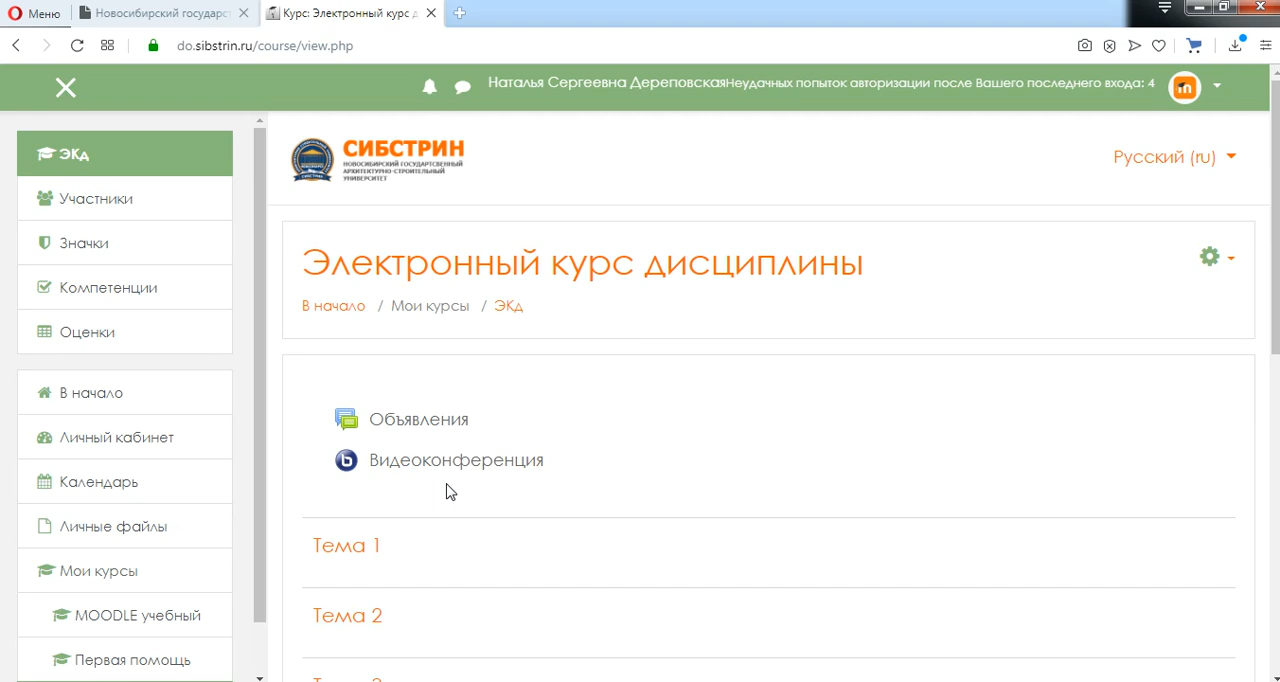 Меню
Новосибирский государст
Курс: Электронный курс д
do.sibstrin.ru/course/view.php
Наталья Сергеевна ДереповскаяНеудачных попыток авторизации после Вашего последнего входа: 4
ЭКд
Участники
Значки
Компетенции
Оценки
В начало
Личный кабинет
Календарь
Личные файлы
Мои курсы
MOODLE учебный
Первая помощь
СИБСТРИН
НОВОСИБИРСКИЙ ГОСУДАРСТВЕННЫЙ
АРХИТЕКТУРНО-СТРОИТЕЛЬНЫЙ
УНИВЕРСИТЕТ
Русский (ru)
Электронный курс дисциплины
В начало / Мои курсы / ЭКд
Объявления
Видеоконференция
Тема 1
Тема 2